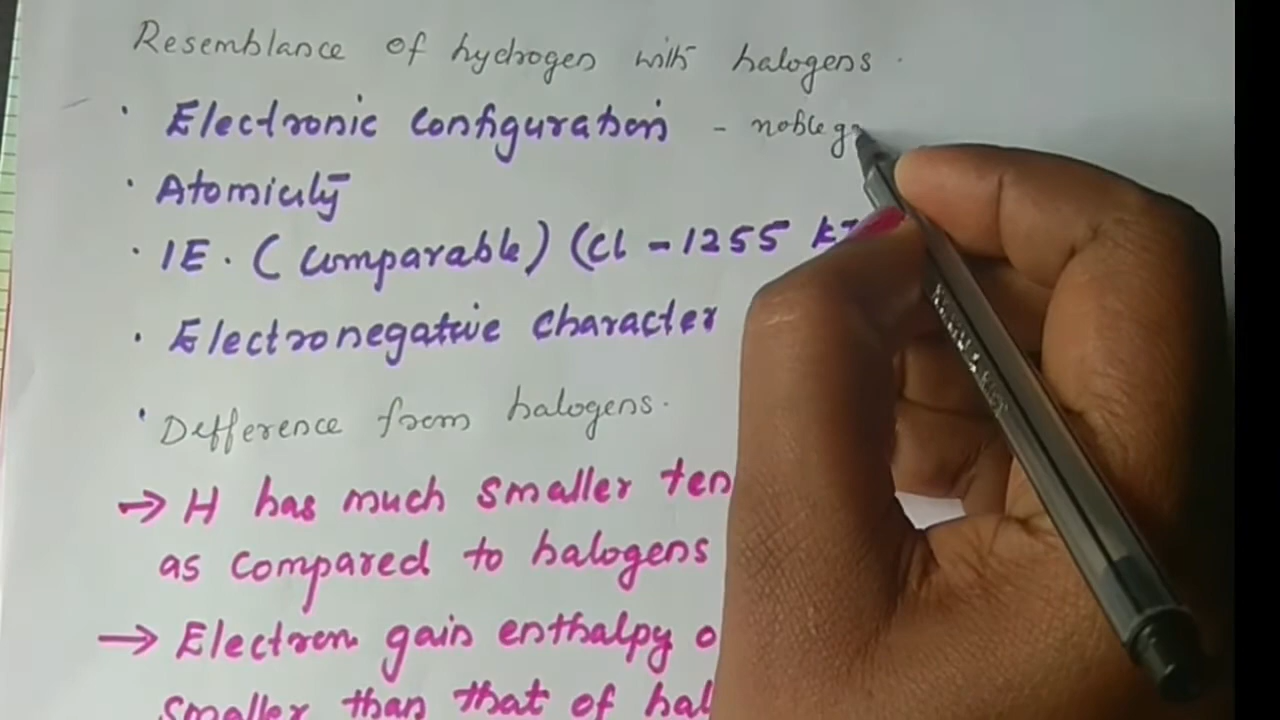 Resemblance of hydrogen with halogens.
· Electronic Configuration - noble g
· Atomicity
· IE. (comparable) (Cl - 1255 kJ
· Electronegative character
· Difference from halogens.
→ H has much smaller ten
as compared to halogens
→ Electron gain enthalpy o
smaller than that of hal